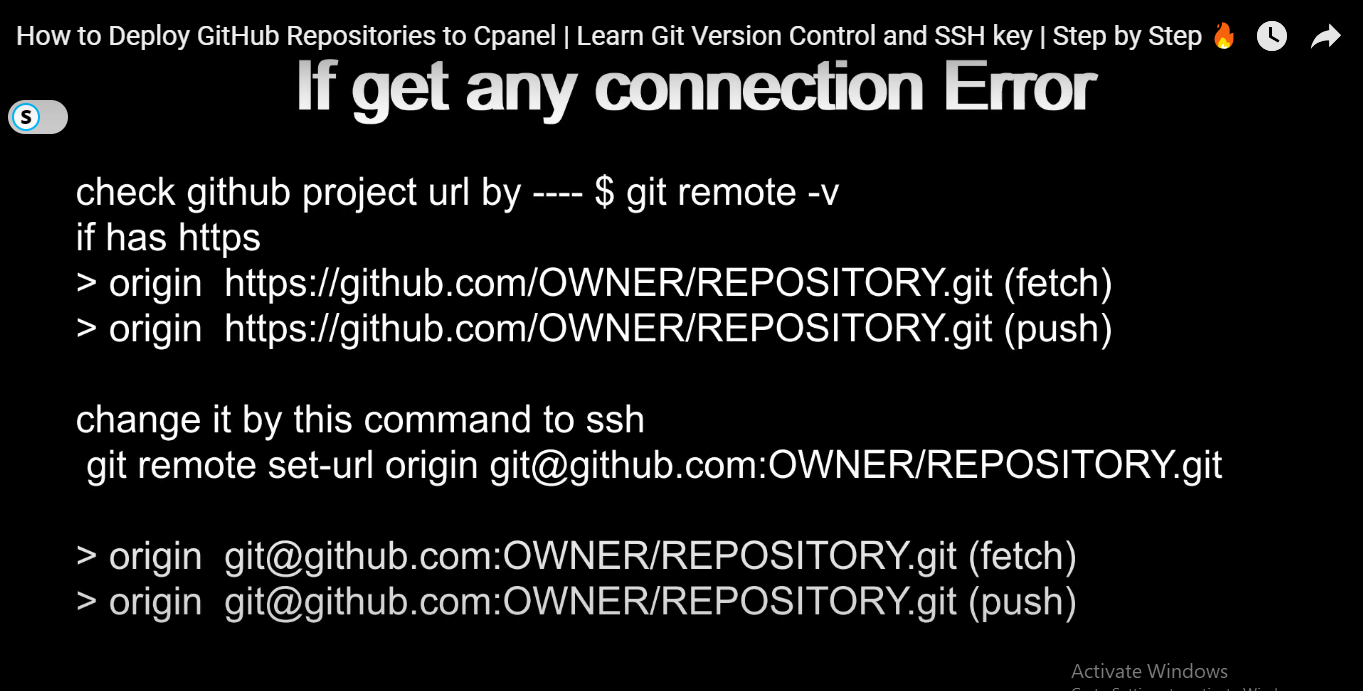 How to Deploy GitHub Repositories to Cpanel | Learn Git Version Control and SSH key | Step by Step 🔥
If get any connection Error
S
check github project url by ---- $ git remote -v
if has https
> origin https://github.com/OWNER/REPOSITORY.git (fetch)
> origin https://github.com/OWNER/REPOSITORY.git (push)
change it by this command to ssh
git remote set-url origin git@github.com:OWNER/REPOSITORY.git
> origin git@github.com:OWNER/REPOSITORY.git (fetch)
> origin git@github.com:OWNER/REPOSITORY.git (push)
Activate Windows